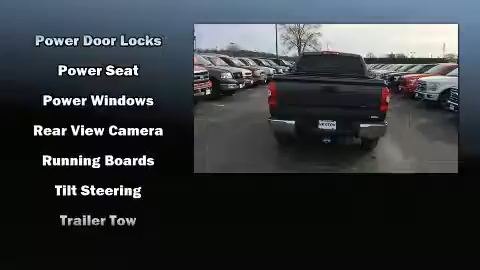 Power Door Locks
Power Seat
Power Windows
Rear View Camera
Running Boards
Tilt Steering
Trailer Tow